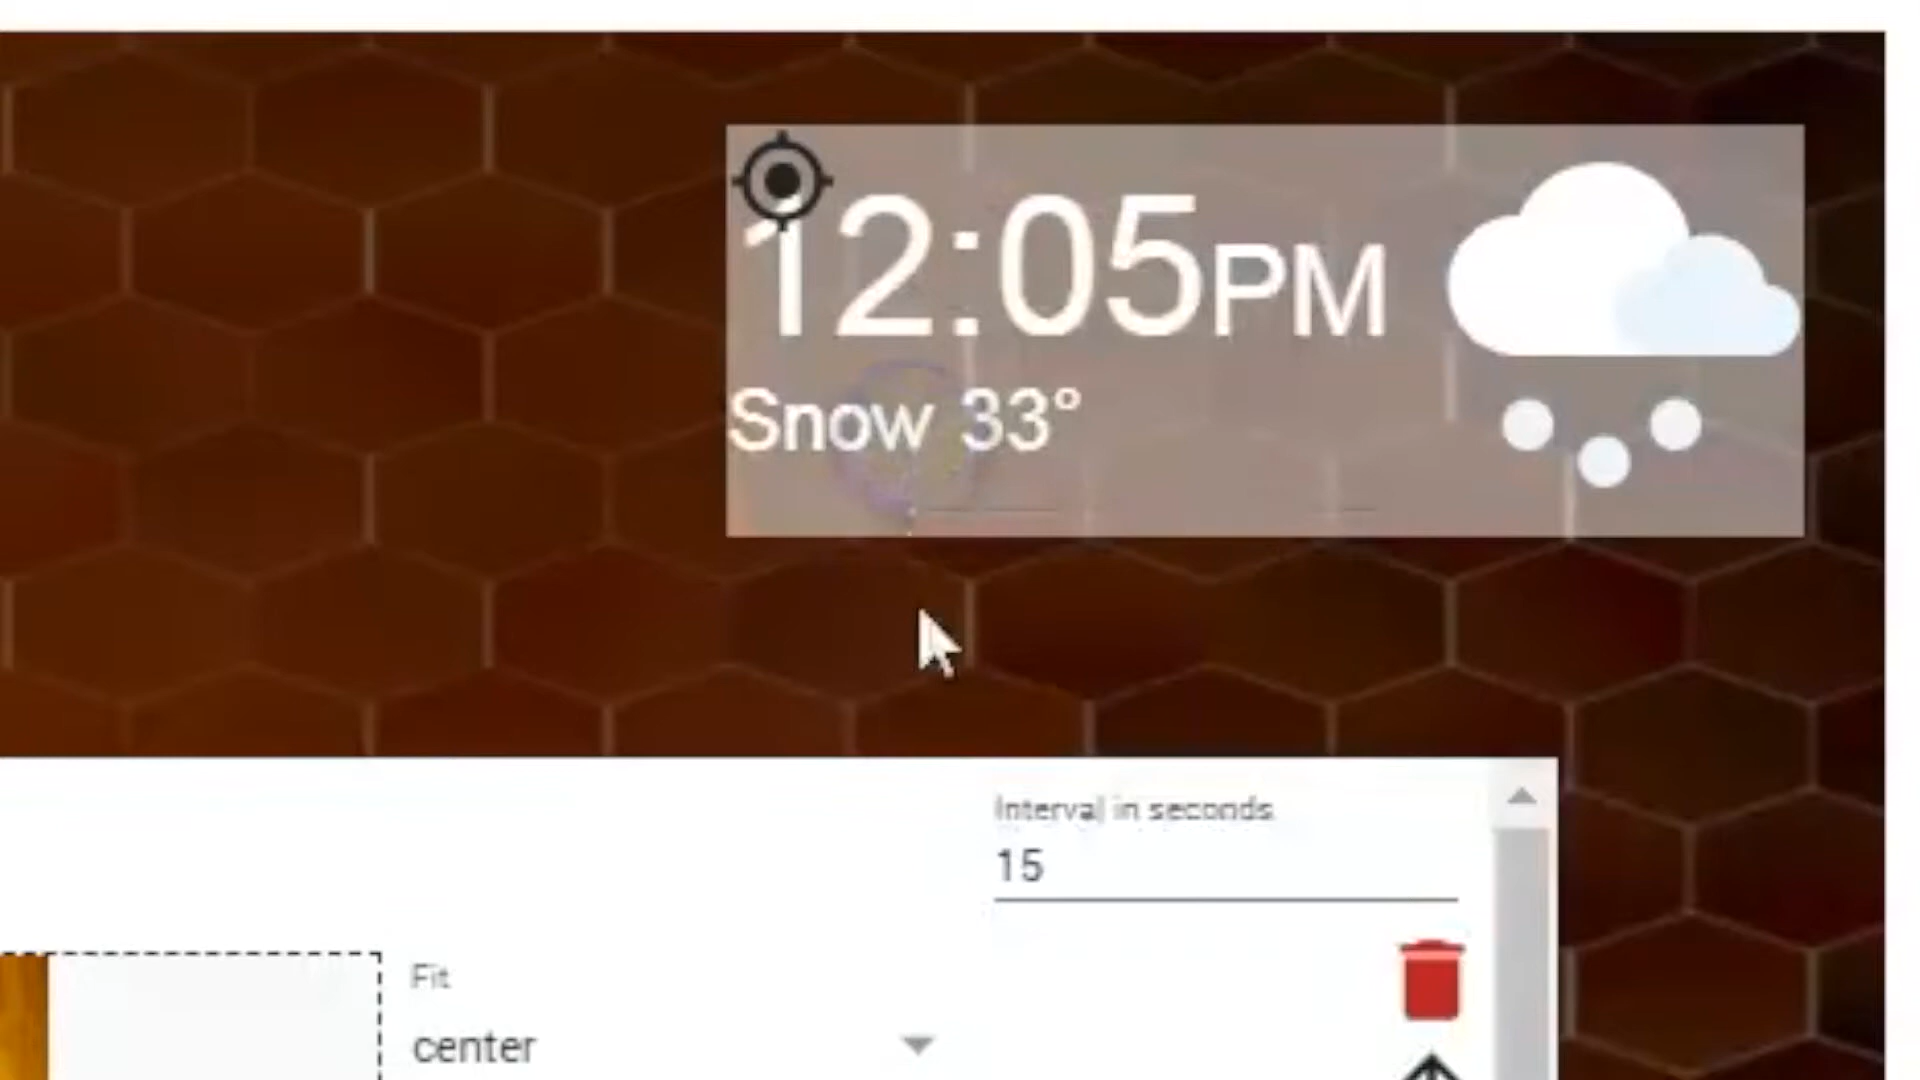 12:05PM
Snow 33°
Interval in seconds
15
Fit
center